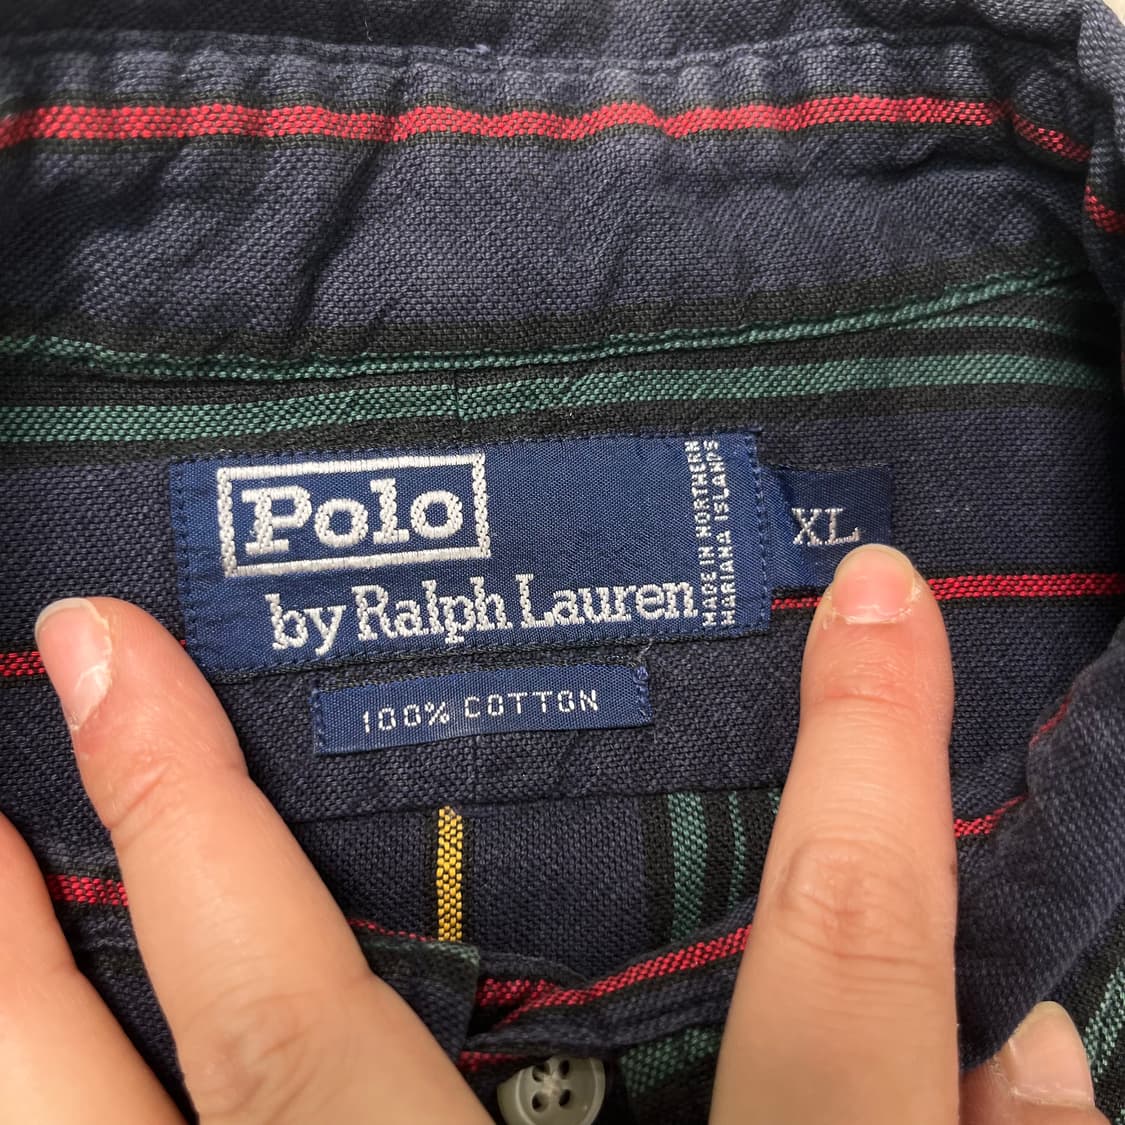 Polo
by Ralph Lauren
MADE IN NORTHERN
MARIANA ISLANDS
XL
100% COTTON